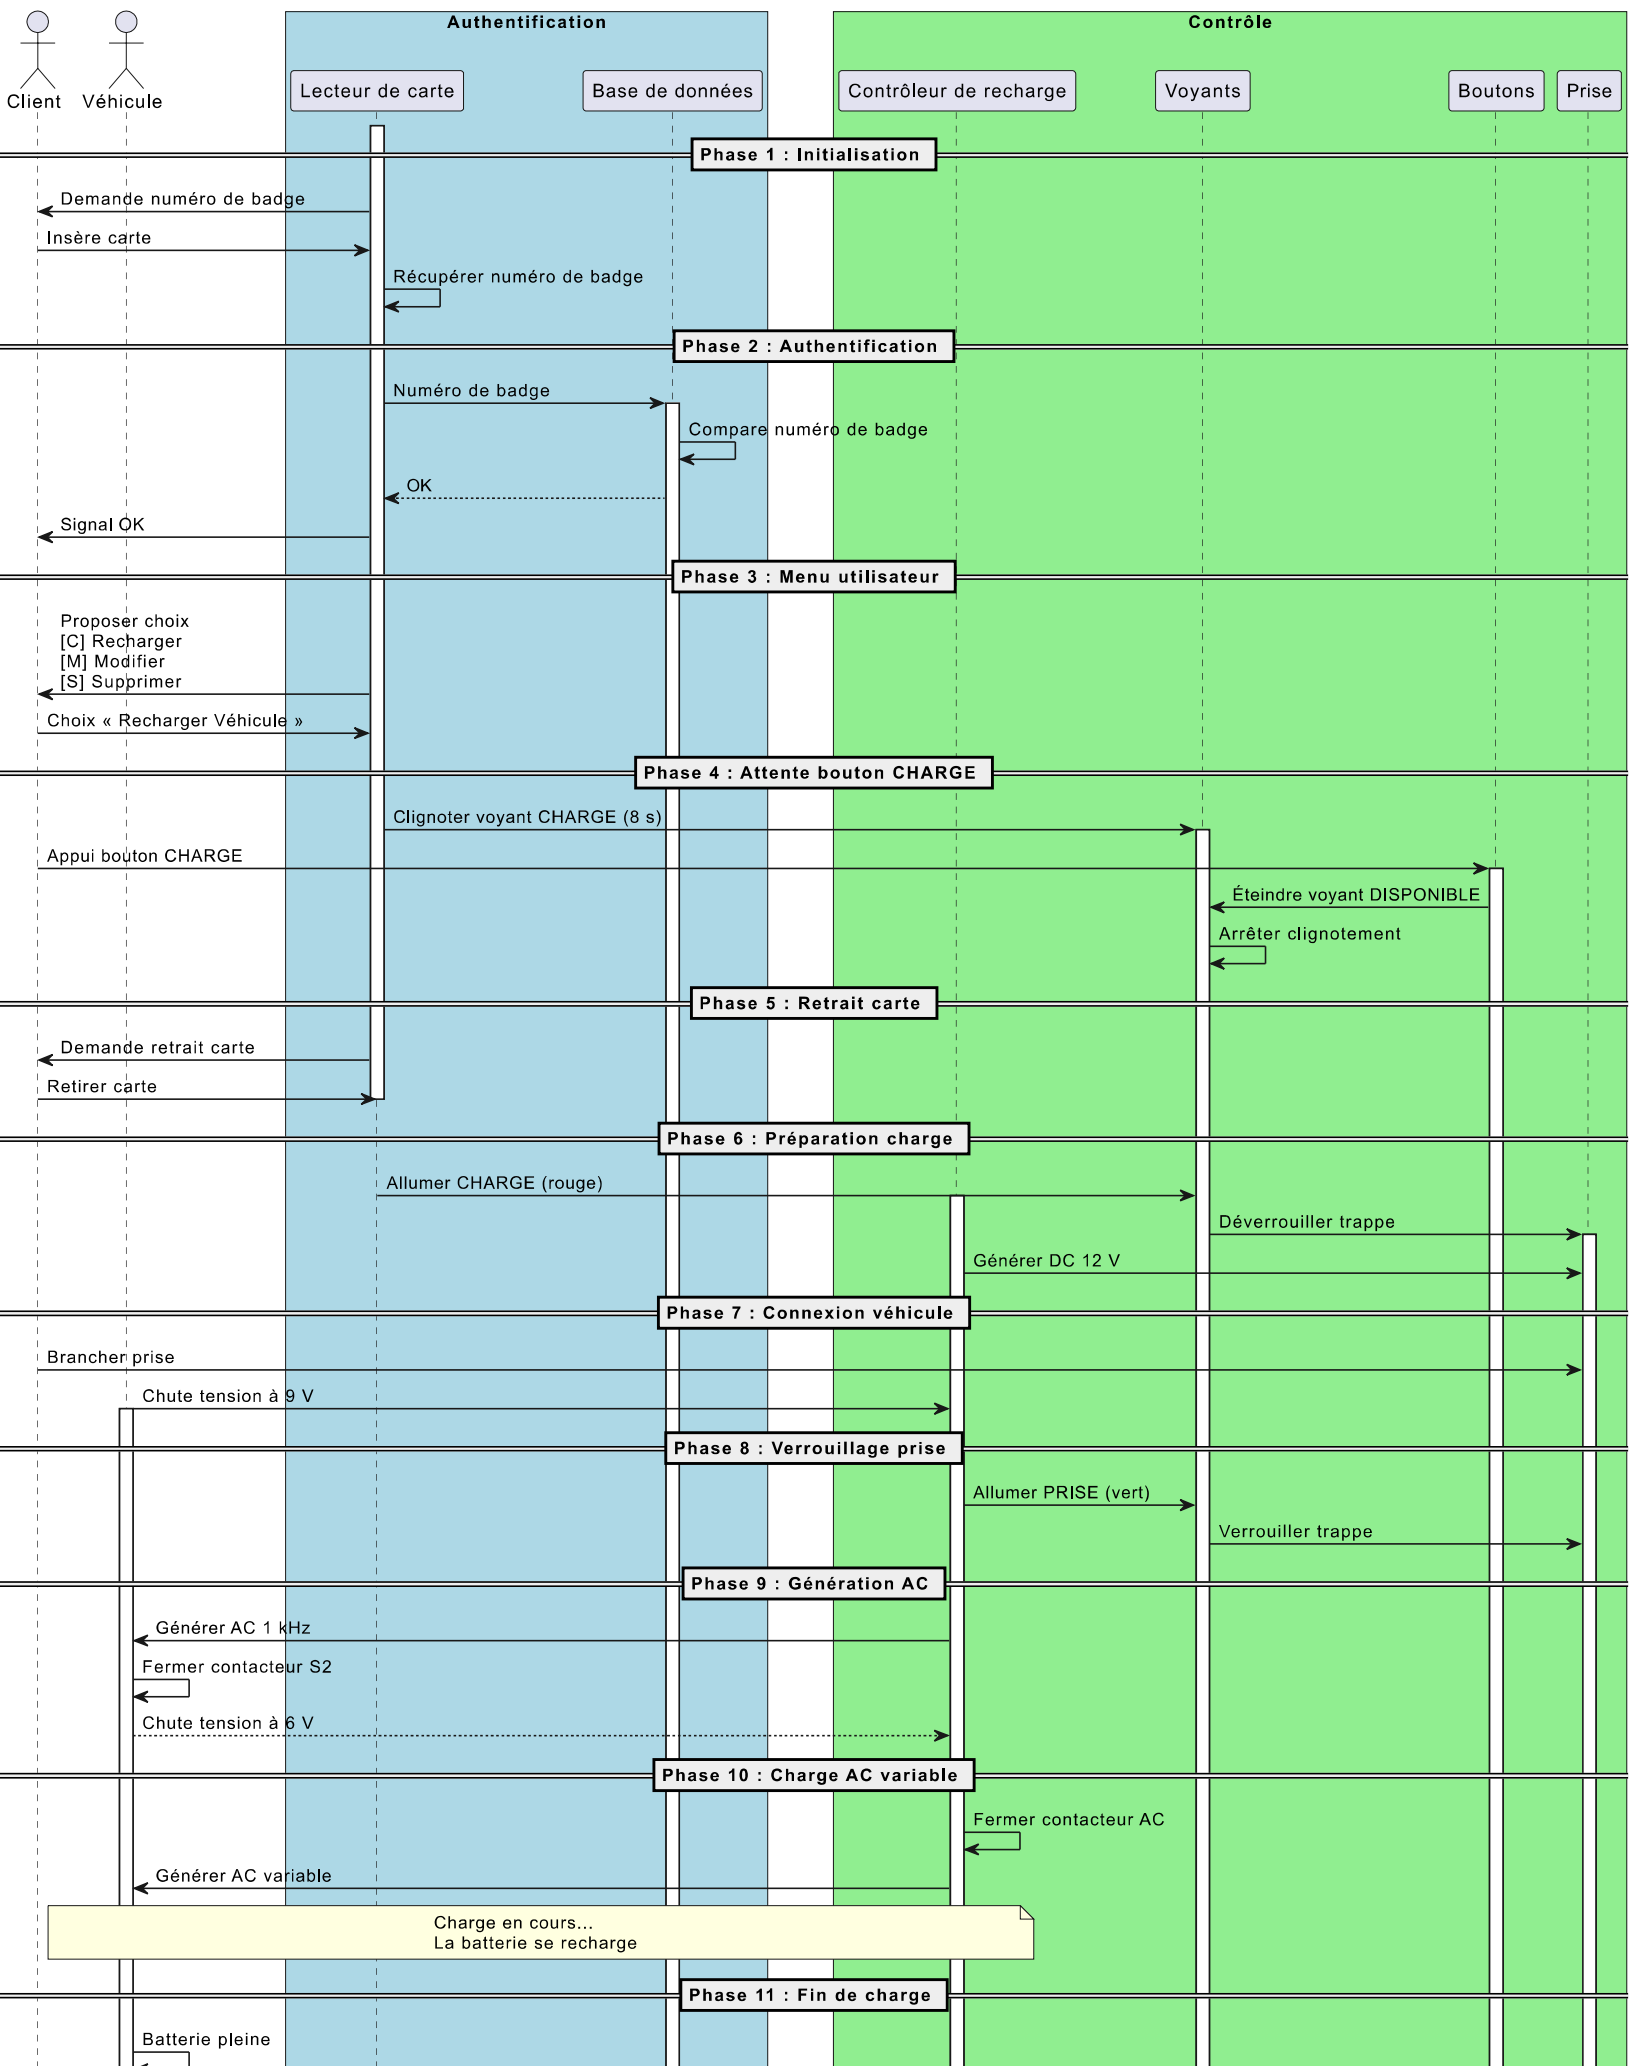 Authentification
Contrôle
Client
Véhicule
Lecteur de carte
Base de données
Contrôleur de recharge
Voyants
Boutons
Prise
Phase 1 : Initialisation
Demande numéro de badge
Insère carte
Récupérer numéro de badge
Phase 2 : Authentification
Numéro de badge
Compare numéro de badge
OK
Signal OK
Phase 3 : Menu utilisateur
Proposer choix
[C] Recharger
[M] Modifier
[S] Supprimer
Choix « Recharger Véhicule »
Phase 4 : Attente bouton CHARGE
Clignoter voyant CHARGE (8 s)
Appui bouton CHARGE
Éteindre voyant DISPONIBLE
Arrêter clignotement
Phase 5 : Retrait carte
Demande retrait carte
Retirer carte
Phase 6 : Préparation charge
Allumer CHARGE (rouge)
Déverrouiller trappe
Générer DC 12 V
Phase 7 : Connexion véhicule
Brancher prise
Chute tension à 9 V
Phase 8 : Verrouillage prise
Allumer PRISE (vert)
Verrouiller trappe
Phase 9 : Génération AC
Générer AC 1 kHz
Fermer contacteur S2
Chute tension à 6 V
Phase 10 : Charge AC variable
Fermer contacteur AC
Générer AC variable
Charge en cours...
La batterie se recharge
Phase 11 : Fin de charge
Batterie pleine